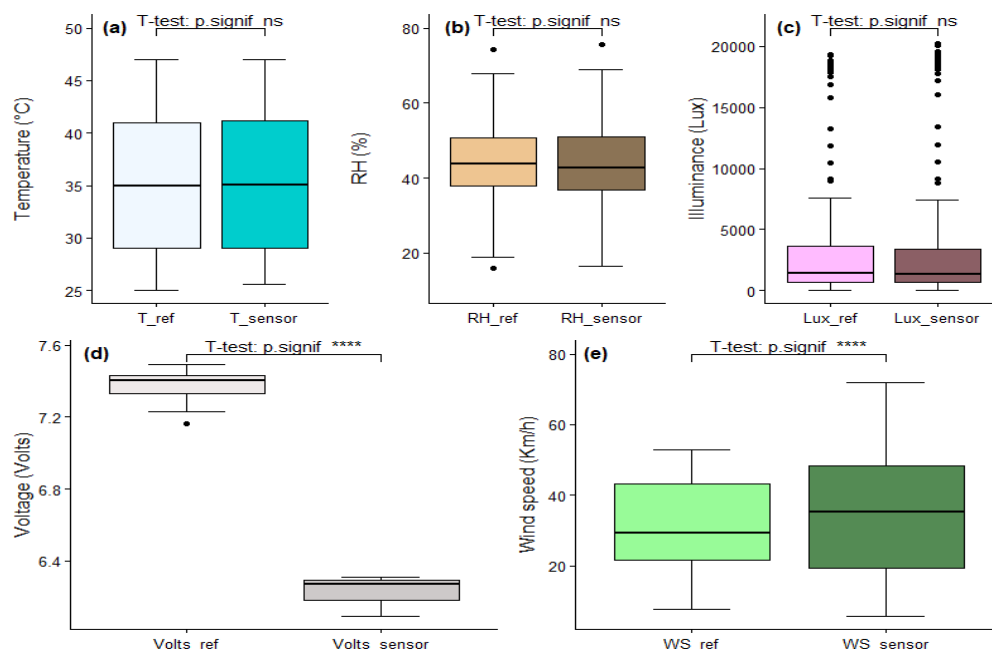 (a) T-test: p.signif ns
50
45
40
35
30
25
Temperature (°C)
T_ref T_sensor
(b) T-test: p.signif ns
80
60
40
20
RH (%)
RH_ref RH_sensor
(c) T-test: p.signif ns
20000
15000
10000
5000
0
Illuminance (Lux)
Lux_ref Lux_sensor
(d) T-test: p.signif ****
7.6
7.2
6.8
6.4
Voltage (Volts)
Volts_ref Volts_sensor
(e) T-test: p.signif ****
80
60
40
20
Wind speed (Km/h)
WS_ref WS_sensor